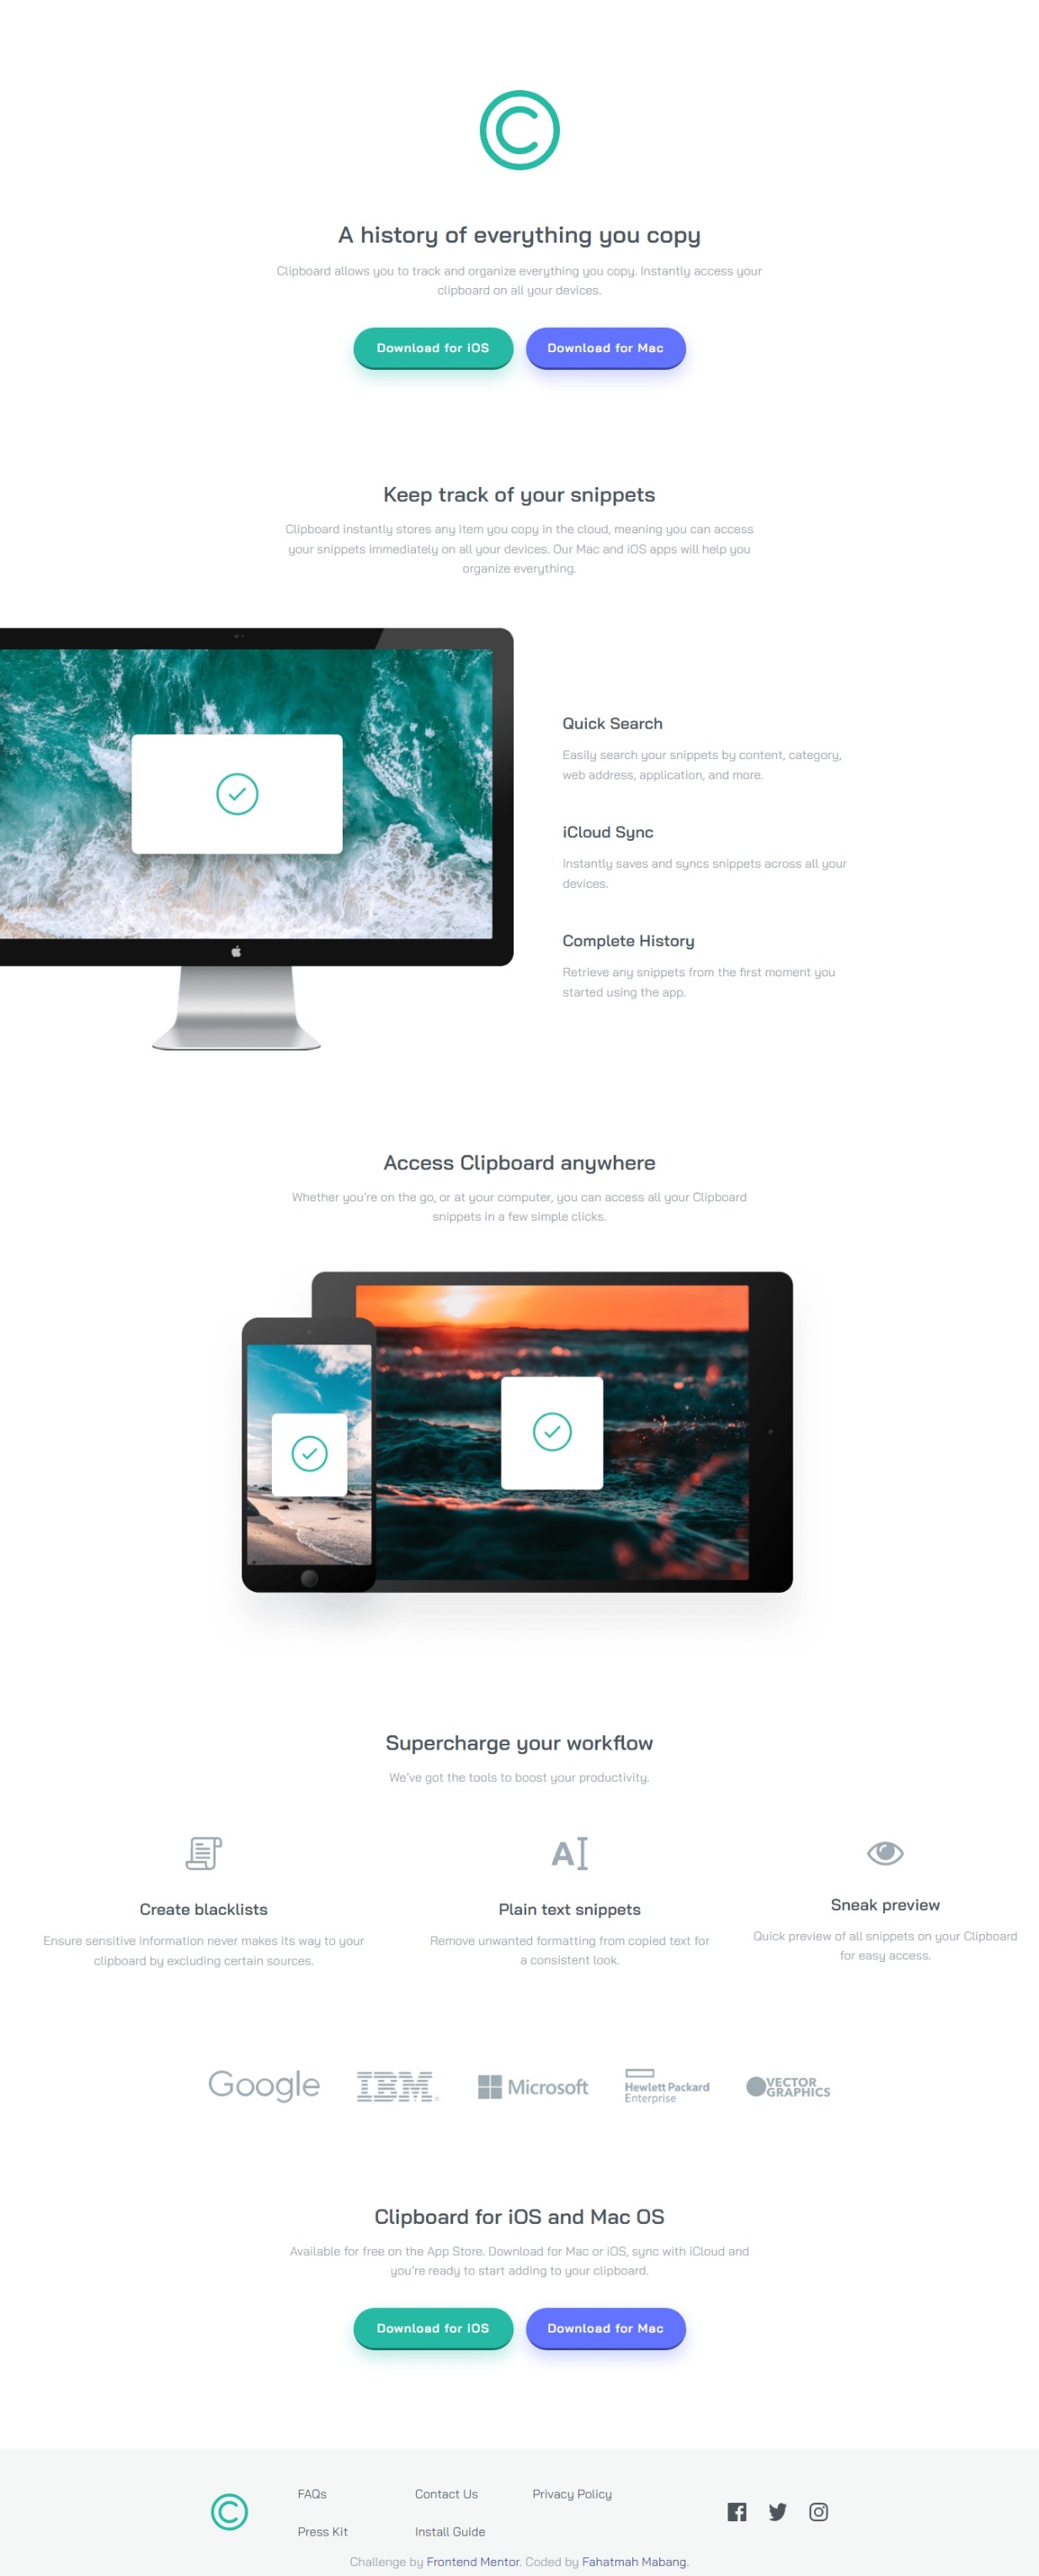 A history of everything you copy
Clipboard allows you to track and organize everything you copy. Instantly access your
clipboard on all your devices.
Download for iOS
Download for Mac
Keep track of your snippets
Clipboard instantly stores any item you copy in the cloud, meaning you can access
your snippets immediately on all your devices. Our Mac and iOS apps will help you
organize everything.
Quick Search
Easily search your snippets by content, category,
web address, application, and more.
iCloud Sync
Instantly saves and syncs snippets across all your
devices.
Complete History
Retrieve any snippets from the first moment you
started using the app.
Access Clipboard anywhere
Whether you're on the go, or at your computer, you can access all your Clipboard
snippets in a few simple clicks.
Supercharge your workflow
We've got the tools to boost your productivity.
Create blacklists
Ensure sensitive information never makes its way to your
clipboard by excluding certain sources.
Plain text snippets
Remove unwanted formatting from copied text for
a consistent look.
Sneak preview
Quick preview of all snippets on your Clipboard
for easy access.
Google
IBM
Microsoft
Hewlett Packard
Enterprise
VECTOR
GRAPHICS
Clipboard for iOS and Mac OS
Available for free on the App Store. Download for Mac or iOS, sync with iCloud and
you're ready to start adding to your clipboard.
Download for iOS
Download for Mac
FAQs
Contact Us
Privacy Policy
Press Kit
Install Guide
Challenge by Frontend Mentor. Coded by Fahatmah Mabang.